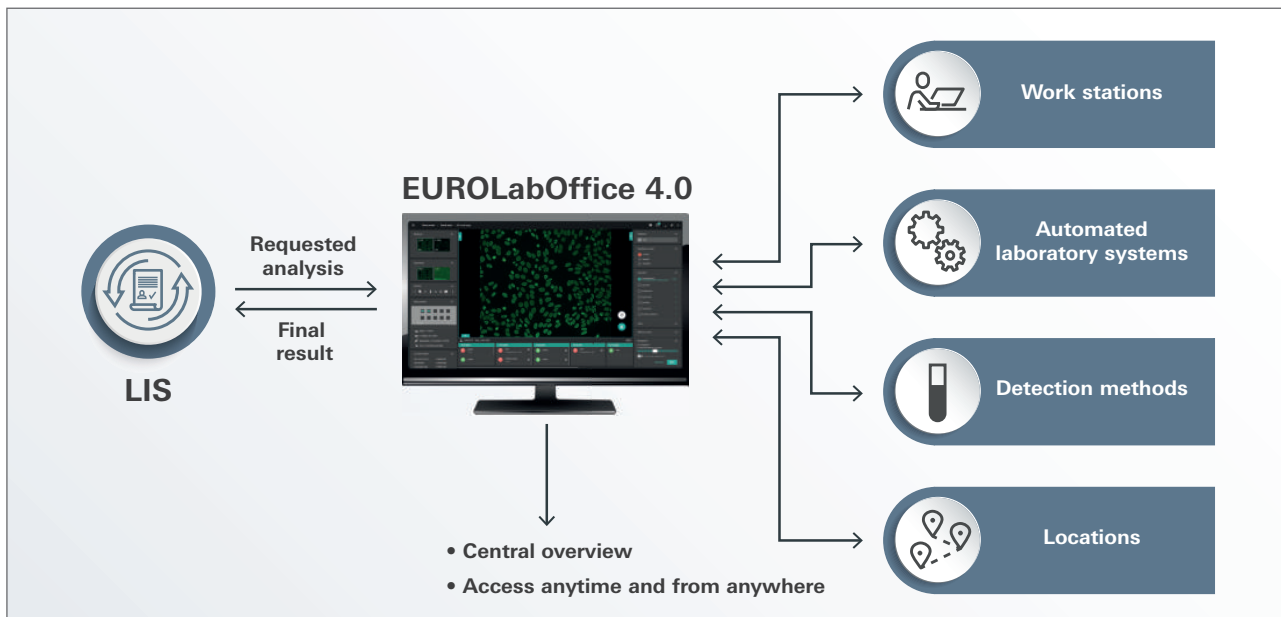 EUROLabOffice 4.0
Requested
analysis
Final
result
LIS
• Central overview
• Access anytime and from anywhere
Work stations
Automated
laboratory systems
Detection methods
Locations